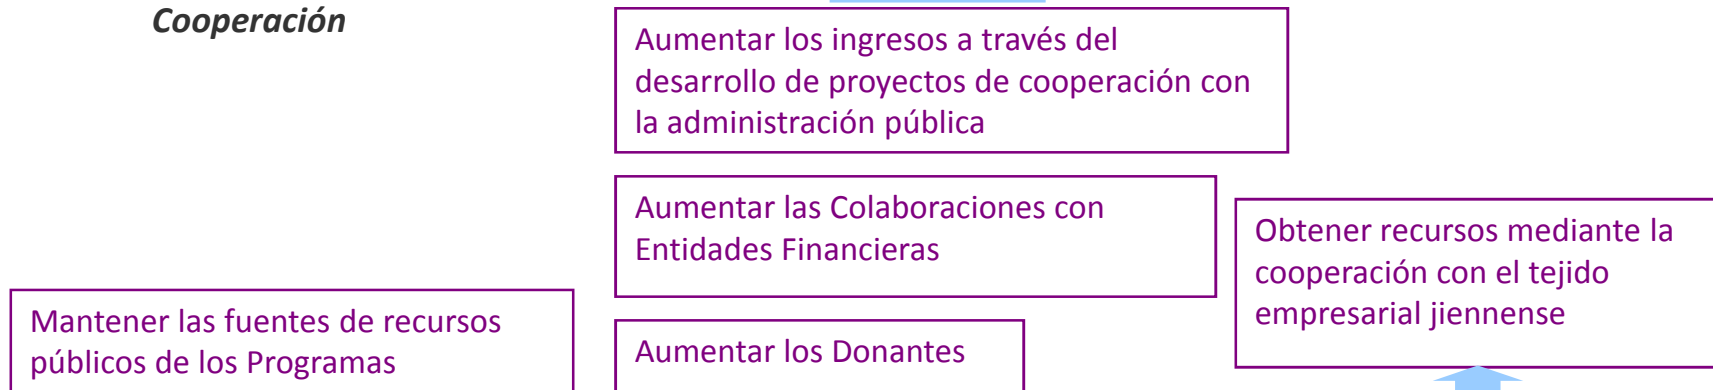 Cooperación
Aumentar los ingresos a través del
desarrollo de proyectos de cooperación con
la administración pública
Aumentar las Colaboraciones con
Entidades Financieras
Obtener recursos mediante la
cooperación con el tejido
empresarial jiennense
Mantener las fuentes de recursos
públicos de los Programas
Aumentar los Donantes